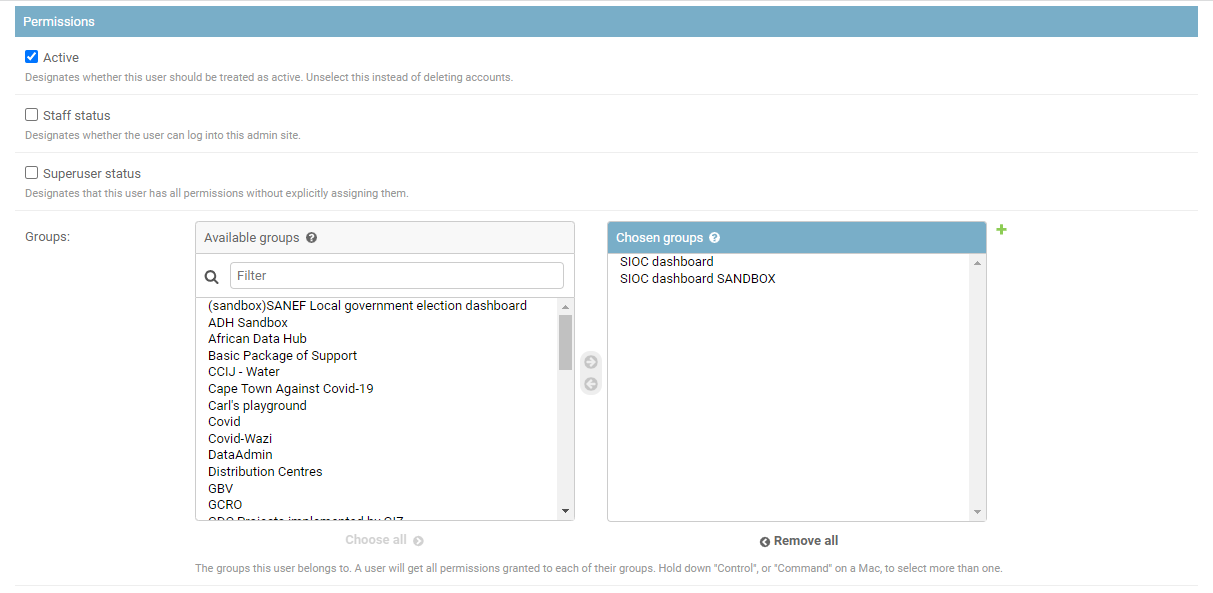 Permissions
Active
Designates whether this user should be treated as active. Unselect this instead of deleting accounts.
Staff status
Designates whether the user can log into this admin site.
Superuser status
Designates that this user has all permissions without explicitly assigning them.
Groups:
Available groups
Filter
(sandbox)SANEF Local government election dashboard
ADH Sandbox
African Data Hub
Basic Package of Support
CCIJ - Water
Cape Town Against Covid-19
Carl's playground
Covid
Covid-Wazi
DataAdmin
Distribution Centres
GBV
GCRO
Choose all
Chosen groups
SIOC dashboard
SIOC dashboard SANDBOX
Remove all
The groups this user belongs to. A user will get all permissions granted to each of their groups. Hold down "Control", or "Command" on a Mac, to select more than one.